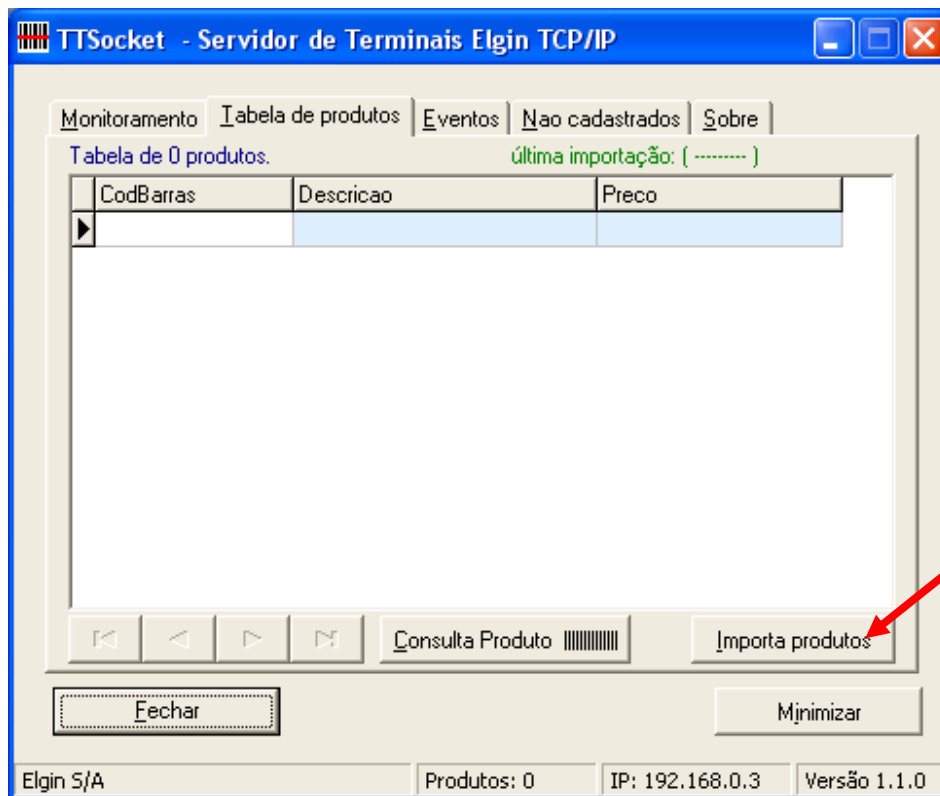 TTSocket - Servidor de Terminais Elgin TCP/IP
Monitoramento Tabela de produtos Eventos Nao cadastrados Sobre
Tabela de 0 produtos. última importação: ( --------- )
CodBarras Descricao Preco
Consulta Produto Importa produtos
Fechar Minimizar
Elgin S/A Produtos: 0 IP: 192.168.0.3 Versão 1.1.0